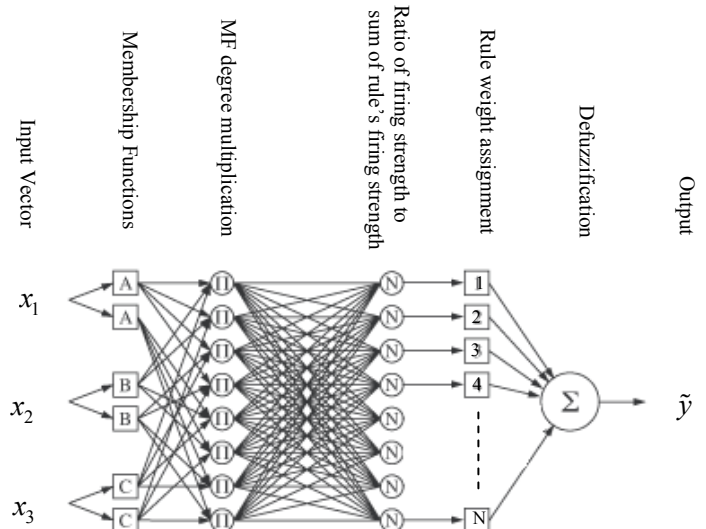 Input Vector
Membership Functions
MF degree multiplication
Ratio of firing strength to
sum of rule's firing strength
Rule weight assignment
Defuzzification
Output
x1
x2
x3
A
A
B
B
C
C
Π
Π
Π
Π
Π
Π
Π
Π
N
N
N
N
N
N
N
N
1
2
3
4
N
Σ
ỹ